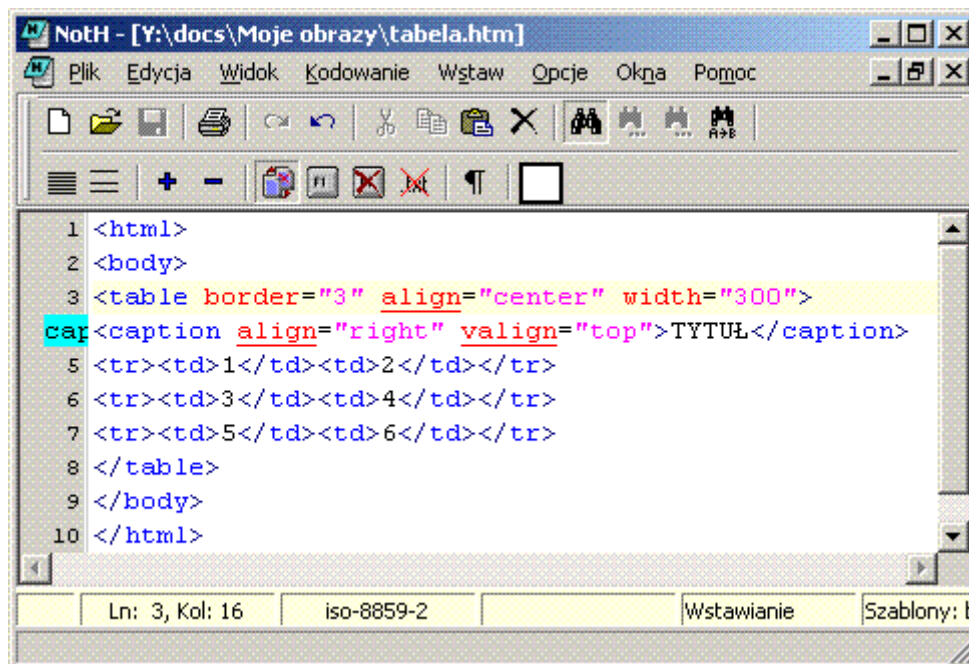 NotH - [Y:\docs\Moje obrazy\tabela.htm]
Plik Edycja Widok Kodowanie Wstaw Opcje Okna Pomoc
A→B
F1 txt ¶
1 <html>
2 <body>
3 <table border="3" align="center" width="300">
cap <caption align="right" valign="top">TYTUŁ</caption>
5 <tr><td>1</td><td>2</td></tr>
6 <tr><td>3</td><td>4</td></tr>
7 <tr><td>5</td><td>6</td></tr>
8 </table>
9 </body>
10 </html>
Ln: 3, Kol: 16 iso-8859-2 Wstawianie Szablony: